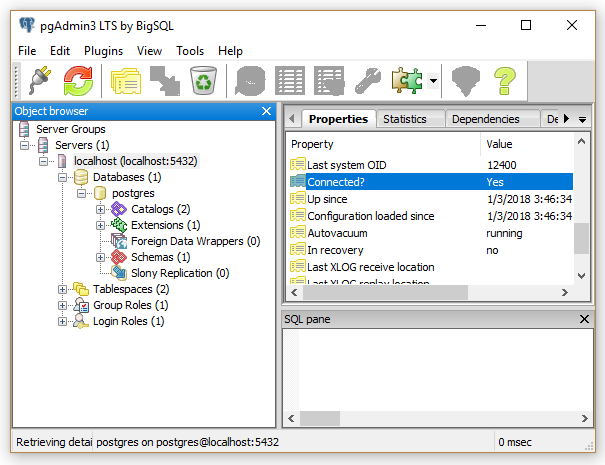 pgAdmin3 LTS by BigSQL
File Edit Plugins View Tools Help
Object browser
Server Groups
Servers (1)
localhost (localhost:5432)
Databases (1)
postgres
Catalogs (2)
Extensions (1)
Foreign Data Wrappers (0)
Schemas (1)
Slony Replication (0)
Tablespaces (2)
Group Roles (1)
Login Roles (1)
Properties Statistics Dependencies De
Property Value
Last system OID 12400
Connected? Yes
Up since 1/3/2018 3:46:34
Configuration loaded since 1/3/2018 3:46:34
Autovacuum running
In recovery no
Last XLOG receive location
Last XLOG replay location
SQL pane
Retrieving detai postgres on postgres@localhost:5432 0 msec